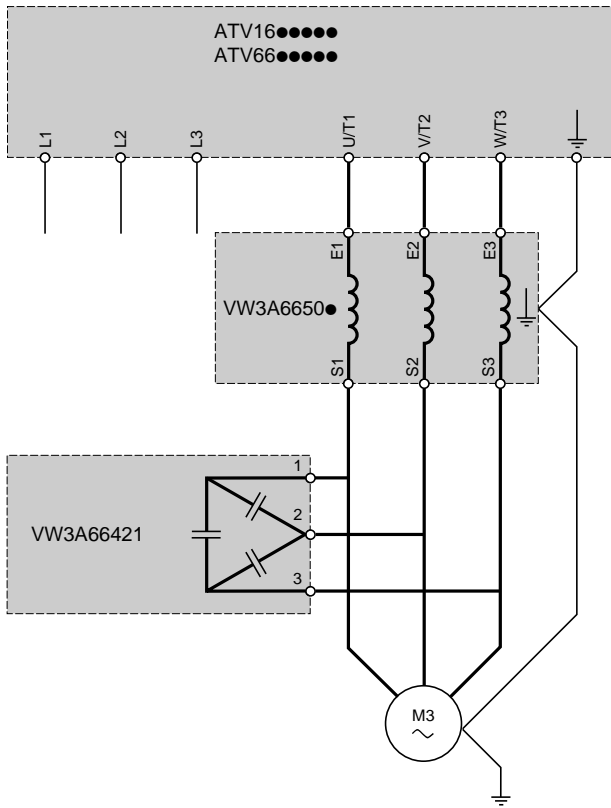 ATV16●●●●●
ATV66●●●●●
L1
L2
L3
U/T1
V/T2
W/T3
E1
E2
E3
VW3A6650●
S1
S2
S3
1
VW3A66421
2
3
M3
~